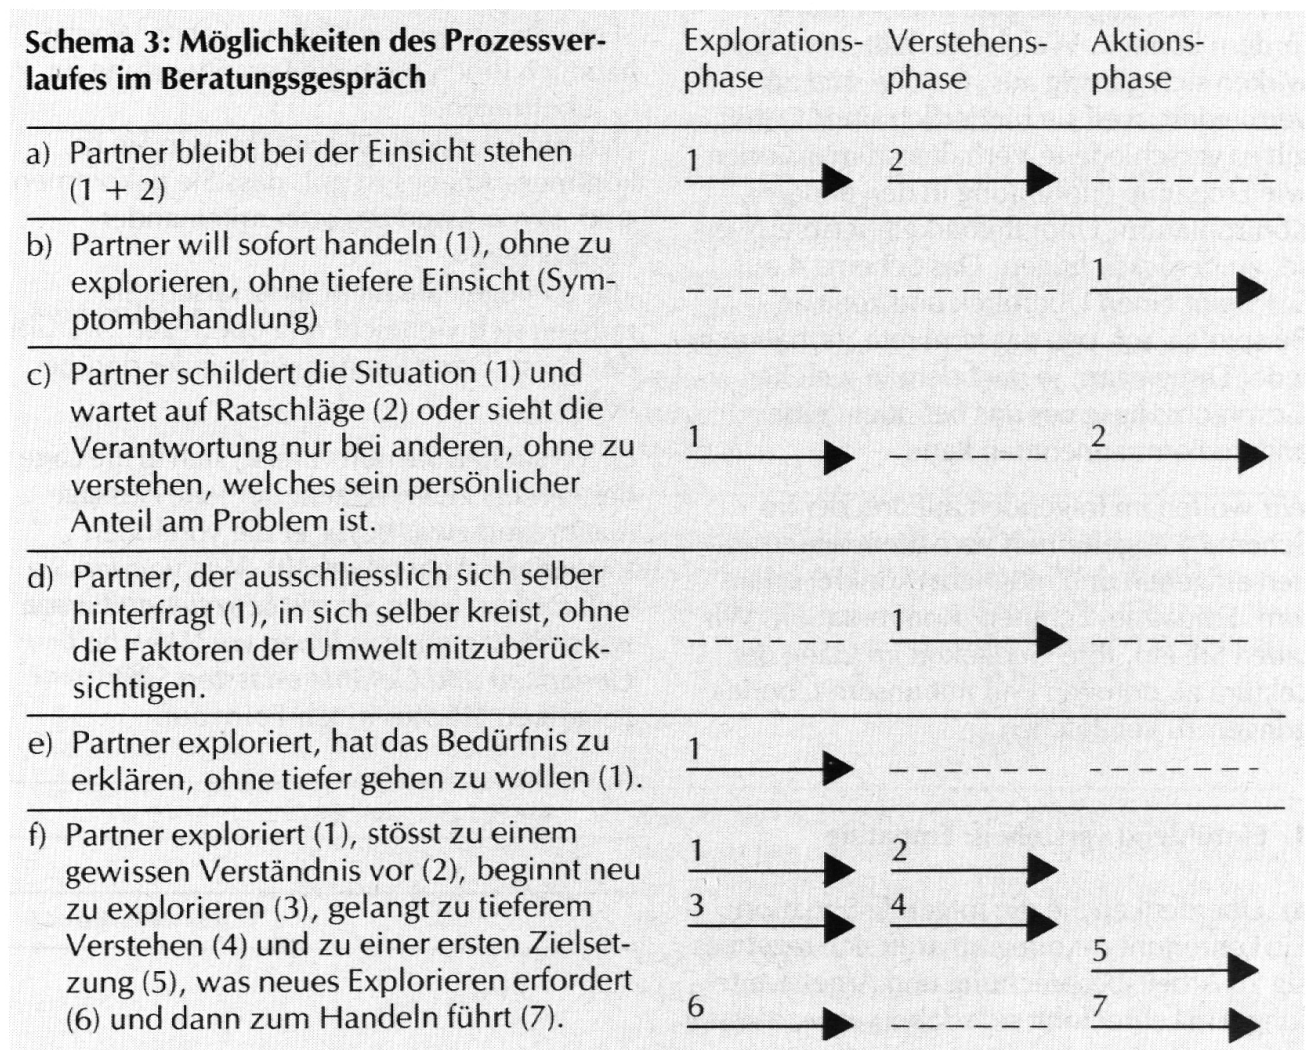 Schema 3: Möglichkeiten des Prozessver-
laufes im Beratungsgespräch
Explorations-
phase
Verstehens-
phase
Aktions-
phase
a) Partner bleibt bei der Einsicht stehen
(1 + 2)
1 2
b) Partner will sofort handeln (1), ohne zu
explorieren, ohne tiefere Einsicht (Sym-
ptombehandlung)
1
c) Partner schildert die Situation (1) und
wartet auf Ratschläge (2) oder sieht die
Verantwortung nur bei anderen, ohne zu
verstehen, welches sein persönlicher
Anteil am Problem ist.
1 2
d) Partner, der ausschliesslich sich selber
hinterfragt (1), in sich selber kreist, ohne
die Faktoren der Umwelt mitzuberück-
sichtigen.
1
e) Partner exploriert, hat das Bedürfnis zu
erklären, ohne tiefer gehen zu wollen (1).
1
f) Partner exploriert (1), stösst zu einem
gewissen Verständnis vor (2), beginnt neu
zu explorieren (3), gelangt zu tieferem
Verstehen (4) und zu einer ersten Zielset-
zung (5), was neues Explorieren erfordert
(6) und dann zum Handeln führt (7).
1 2
3 4
5
6 7